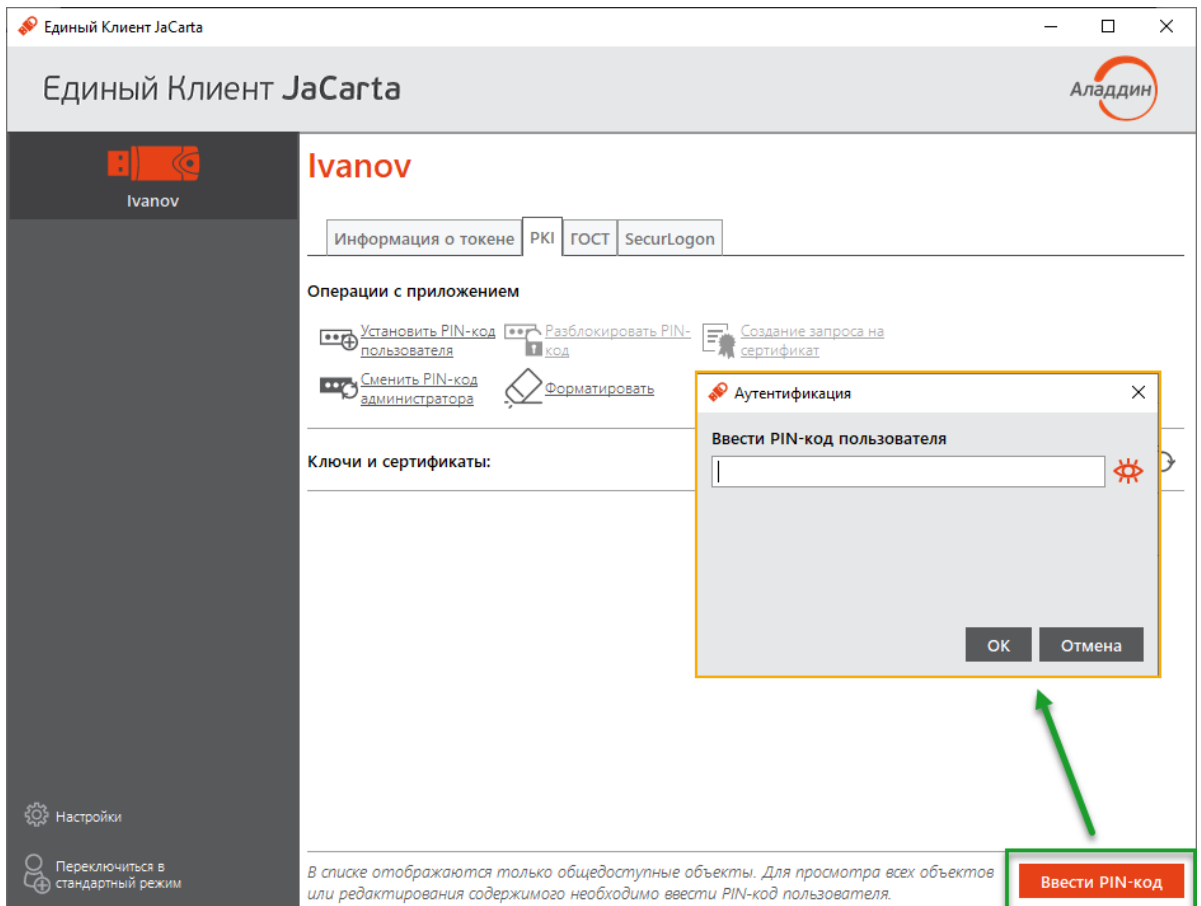 Единый Клиент JaCarta
Единый Клиент JaCarta
Аладдин
Ivanov
Ivanov
Информация о токене
PKI
ГОСТ
SecurLogon
Операции с приложением
Установить PIN-код
пользователя
Разблокировать PIN-
код
Создание запроса на
сертификат
Сменить PIN-код
администратора
Форматировать
Ключи и сертификаты:
Аутентификация
Ввести PIN-код пользователя
ОК
Отмена
Настройки
Переключиться в
стандартный режим
В списке отображаются только общедоступные объекты. Для просмотра всех объектов
или редактирования содержимого необходимо ввести PIN-код пользователя.
Ввести PIN-код